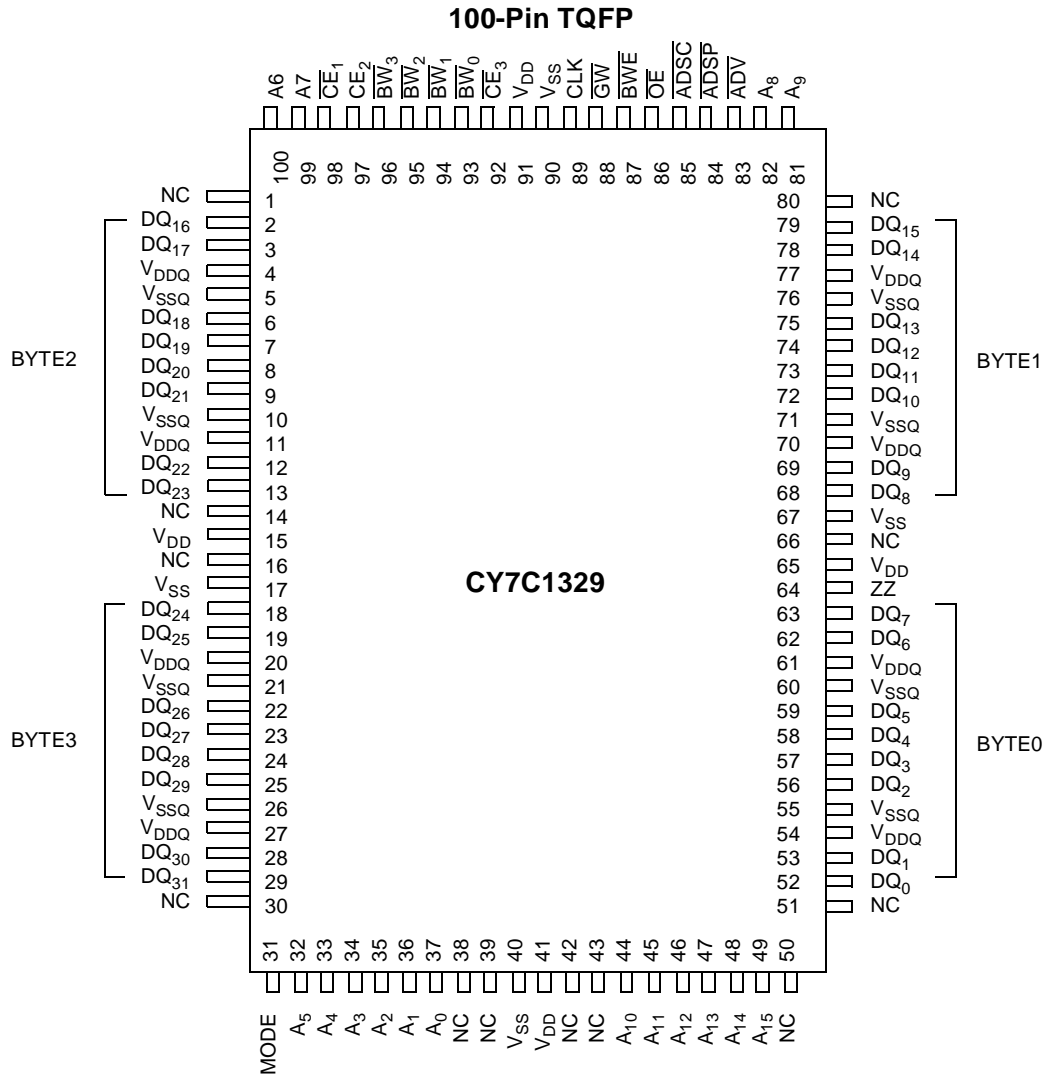 100-Pin TQFP
A6 A7 CE1 CE2 BW3 BW2 BW1 BW0 CE3 VDD VSS CLK GW BWE OE ADSC ADSP ADV A8 A9
100 99 98 97 96 95 94 93 92 91 90 89 88 87 86 85 84 83 82 81
NC 1 80 NC
DQ16 2 79 DQ15
DQ17 3 78 DQ14
VDDQ 4 77 VDDQ
VSSQ 5 76 VSSQ
DQ18 6 75 DQ13
DQ19 7 74 DQ12
BYTE2 DQ20 8 73 DQ11 BYTE1
DQ21 9 72 DQ10
VSSQ 10 71 VSSQ
VDDQ 11 70 VDDQ
DQ22 12 69 DQ9
DQ23 13 68 DQ8
NC 14 67 VSS
VDD 15 66 NC
NC 16 65 VDD
VSS 17 CY7C1329 64 ZZ
DQ24 18 63 DQ7
DQ25 19 62 DQ6
VDDQ 20 61 VDDQ
VSSQ 21 60 VSSQ
DQ26 22 59 DQ5
DQ27 23 58 DQ4
BYTE3 DQ28 24 57 DQ3 BYTE0
DQ29 25 56 DQ2
VSSQ 26 55 VSSQ
VDDQ 27 54 VDDQ
DQ30 28 53 DQ1
DQ31 29 52 DQ0
NC 30 51 NC
31 32 33 34 35 36 37 38 39 40 41 42 43 44 45 46 47 48 49 50
MODE A5 A4 A3 A2 A1 A0 NC NC VSS VDD NC NC A10 A11 A12 A13 A14 A15 NC